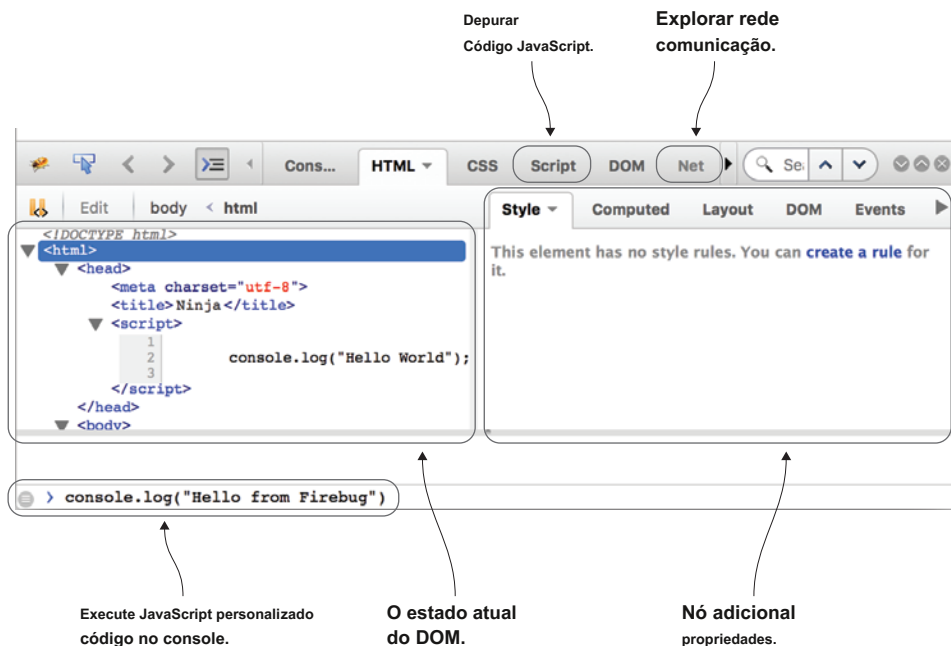 Depurar
Código JavaScript.
Explorar rede
comunicação.
Cons...
HTML
CSS
Script
DOM
Net
Se
Edit
body < html
Style
Computed
Layout
DOM
Events
<!DOCTYPE html>
<html>
<head>
<meta charset="utf-8">
<title>Ninja</title>
<script>
1
2 console.log("Hello World");
3
</script>
</head>
<body>
This element has no style rules. You can create a rule for
it.
> console.log("Hello from Firebug")
Execute JavaScript personalizado
código no console.
O estado atual
do DOM.
Nó adicional
propriedades.